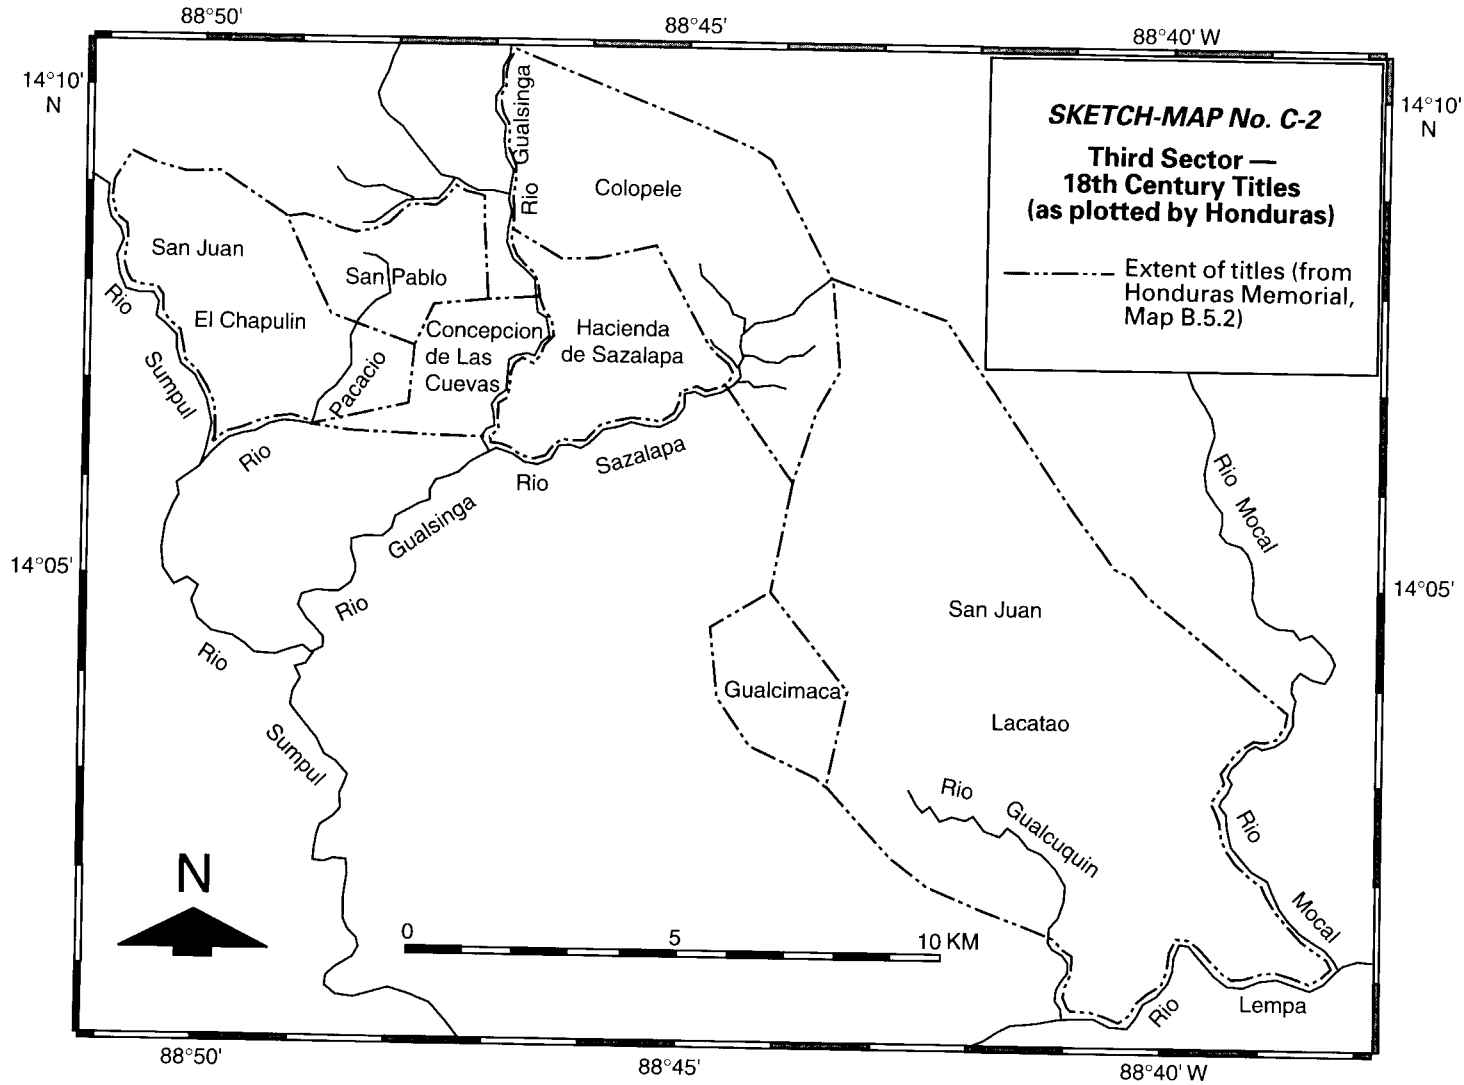 88°50'
88°45'
88°40' W
14°10'
N
14°10'
N
SKETCH-MAP No. C-2
Third Sector —
18th Century Titles
(as plotted by Honduras)
Extent of titles (from
Honduras Memorial,
Map B.5.2)
Rio Gualsinga
Colopele
San Juan
San Pablo
Rio
El Chapulin
Concepcion
de Las
Cuevas
Hacienda
de Sazalapa
Sumpul
Pacacio
Rio
Rio
Sazalapa
Gualsinga
Rio
Rio Mocal
14°05'
14°05'
San Juan
Rio
Gualcimaca
Lacatao
Sumpul
Rio
Gualcuquin
Rio
Mocal
N
0
5
10 KM
Rio
Lempa
88°50'
88°45'
88°40' W